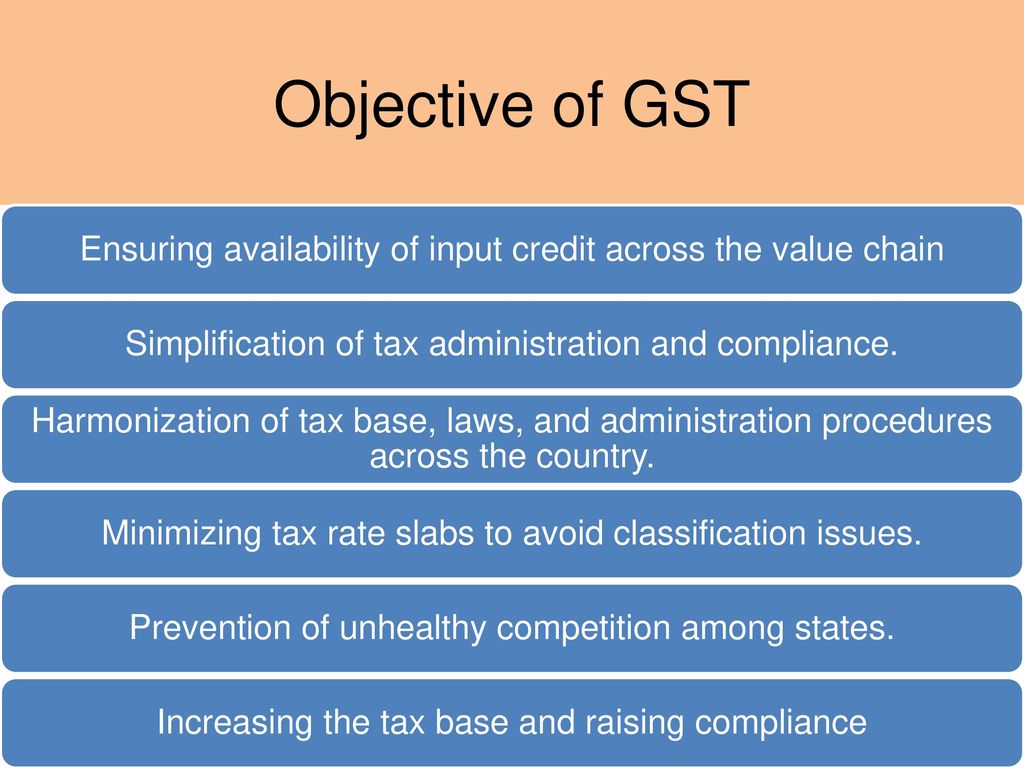 Objective of GST
Ensuring availability of input credit across the value chain
Simplification of tax administration and compliance.
Harmonization of tax base, laws, and administration procedures
across the country.
Minimizing tax rate slabs to avoid classification issues.
Prevention of unhealthy competition among states.
Increasing the tax base and raising compliance